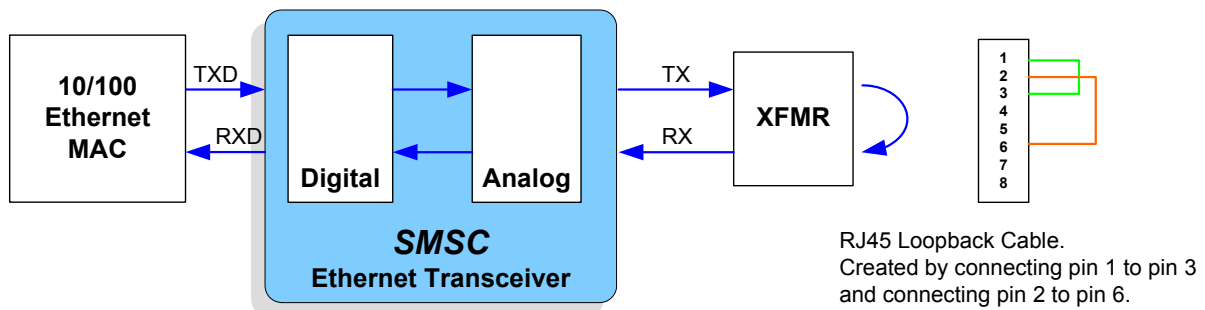 10/100
Ethernet
MAC
TXD
RXD
Digital
Analog
SMSC
Ethernet Transceiver
TX
RX
XFMR
1
2
3
4
5
6
7
8
RJ45 Loopback Cable.
Created by connecting pin 1 to pin 3
and connecting pin 2 to pin 6.